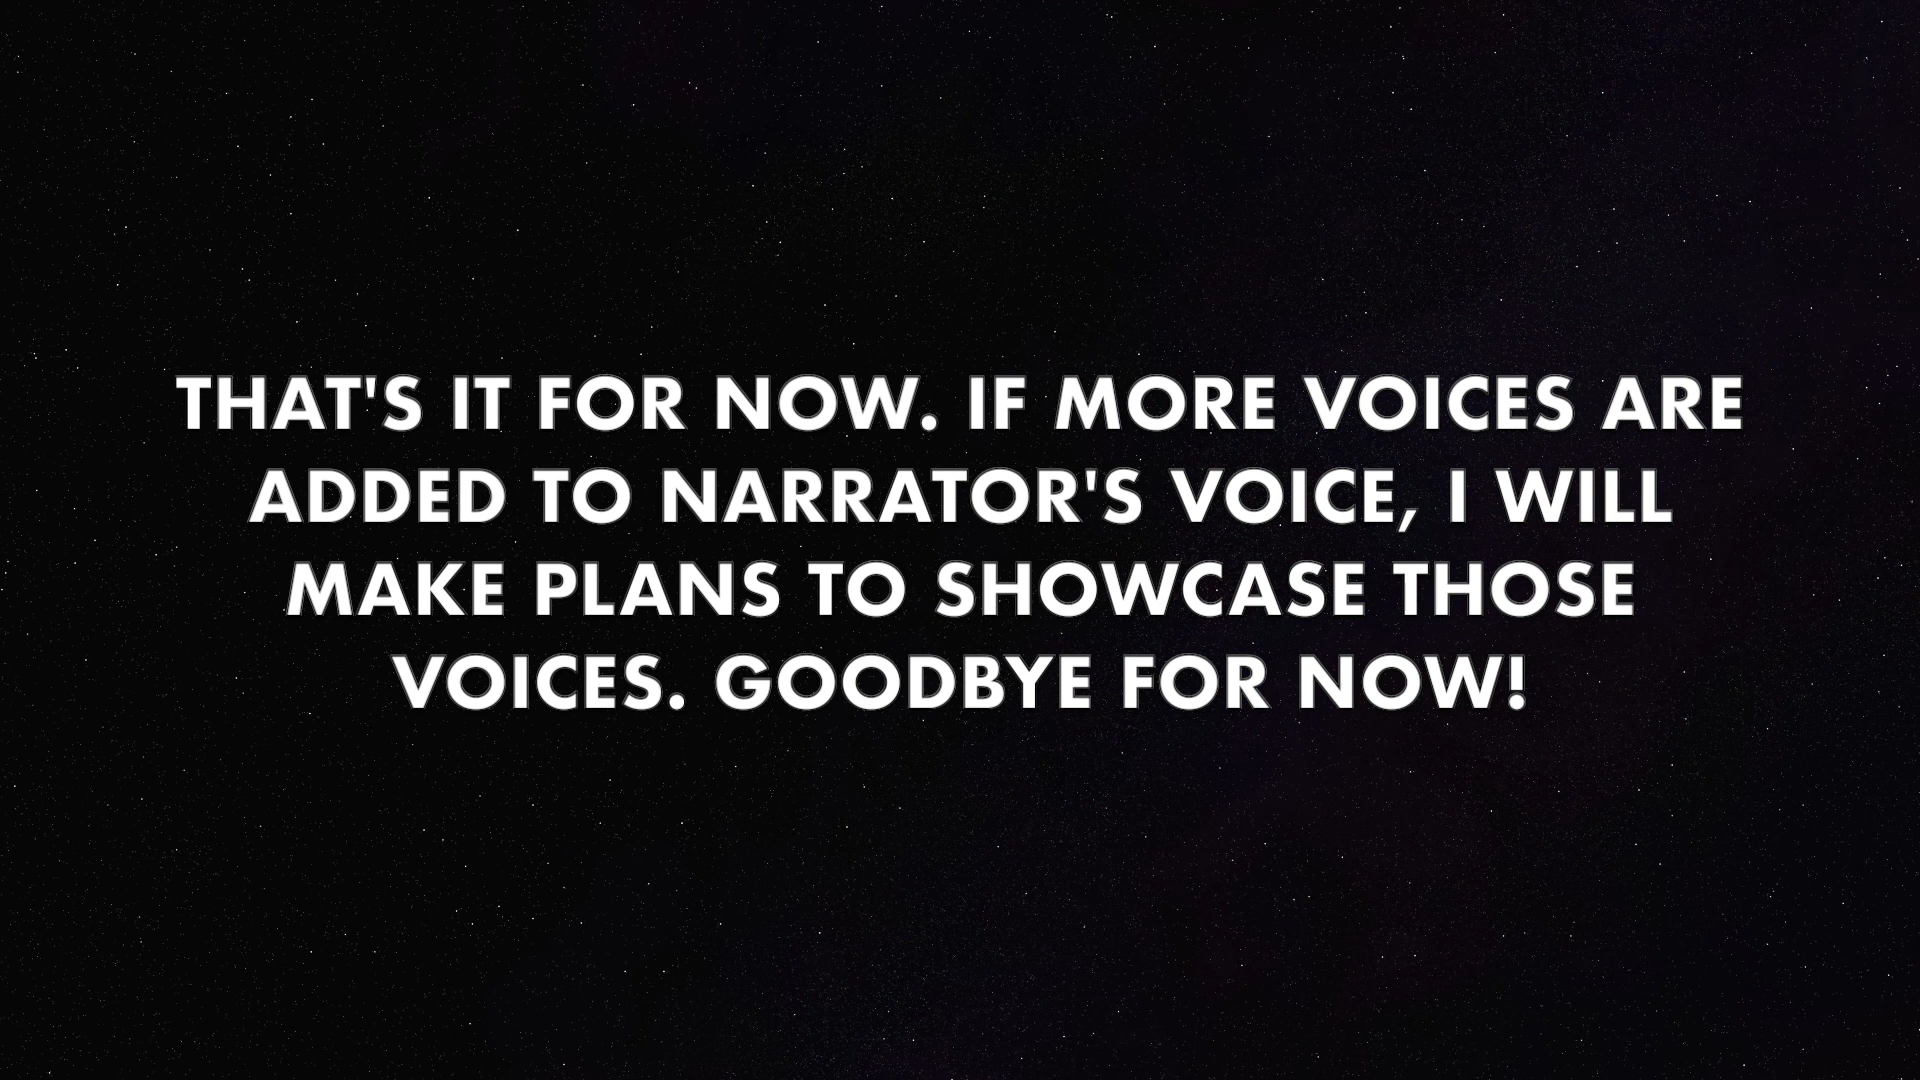 THAT'S IT FOR NOW. IF MORE VOICES ARE
ADDED TO NARRATOR'S VOICE, I WILL
MAKE PLANS TO SHOWCASE THOSE
VOICES. GOODBYE FOR NOW!